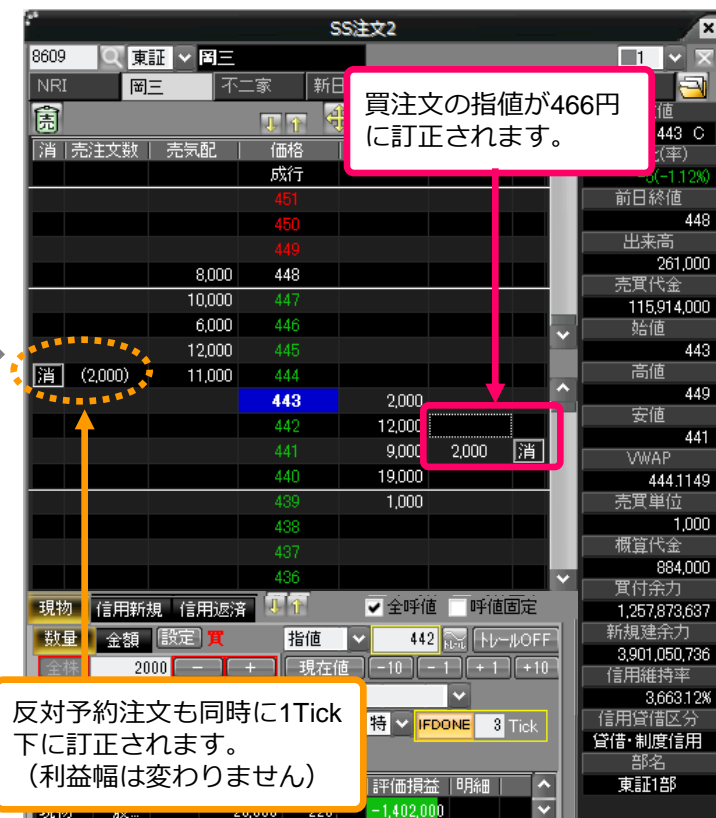 SS注文2
8609 東証 岡三 1
NRI 岡三 不二家 新日
買注文の指値が466円
に訂正されます。
売
値
443 C
(率)
-5(-1.12%)
消 売注文数 売気配 価格
成行
451
450
449
8,000 448
10,000 447
6,000 446
12,000 445
消 (2,000) 11,000 444
443 2,000
442 12,000
441 9,000 2,000 消
440 19,000
439 1,000
438
437
436
前日終値
448
出来高
261,000
売買代金
115,914,000
始値
443
高値
449
安値
441
VWAP
444.1149
売買単位
1,000
概算代金
884,000
買付余力
1,257,873,637
新規建余力
3,901,050,736
信用維持率
3,663.12%
信用貸借区分
貸借・制度信用
部名
東証1部
現物 信用新規 信用返済 全呼値 呼値固定
数量 金額 設定 買 指値 442 トレール トレールOFF
全株 2000 - + 現在値 -10 -1 +1 +10
特 IFDONE 3 Tick
反対予約注文も同時に1Tick
下に訂正されます。
（利益幅は変わりません）
評価損益 明細
-1,402,000